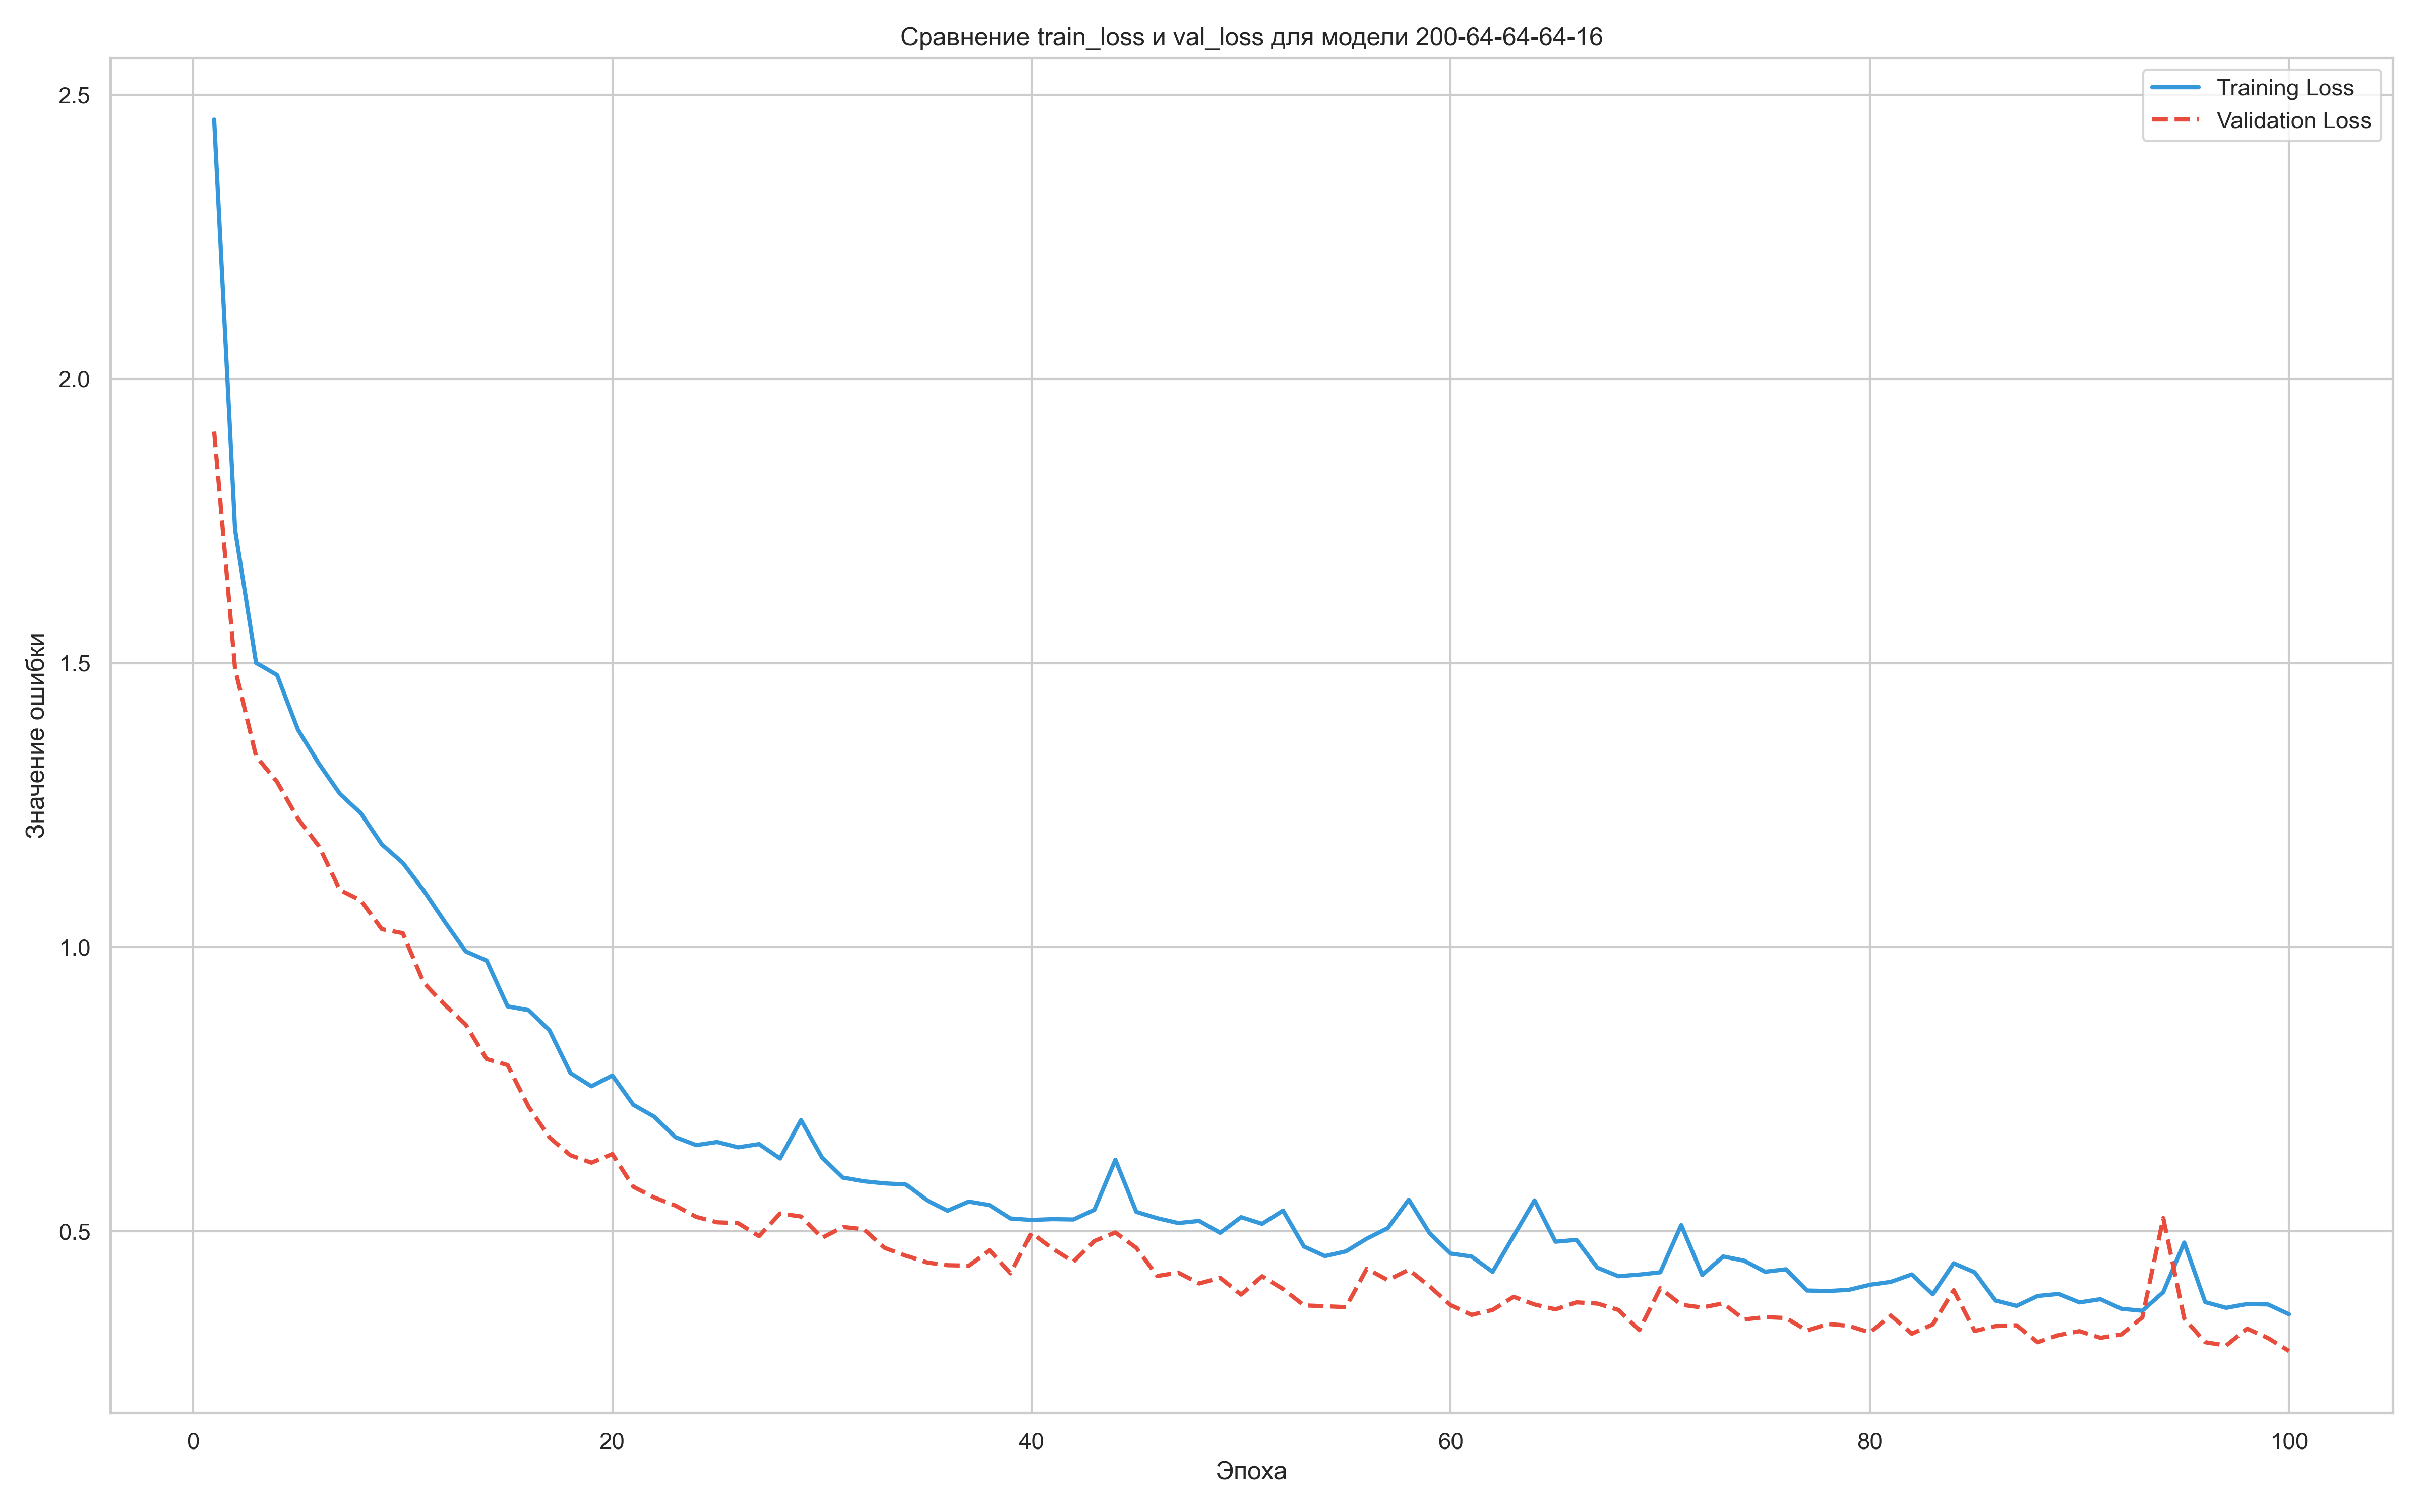 Сравнение train_loss и val_loss для модели 200-64-64-64-16
Training Loss
Validation Loss
2.5
2.0
1.5
1.0
0.5
Значение ошибки
0 20 40 60 80 100
Эпоха